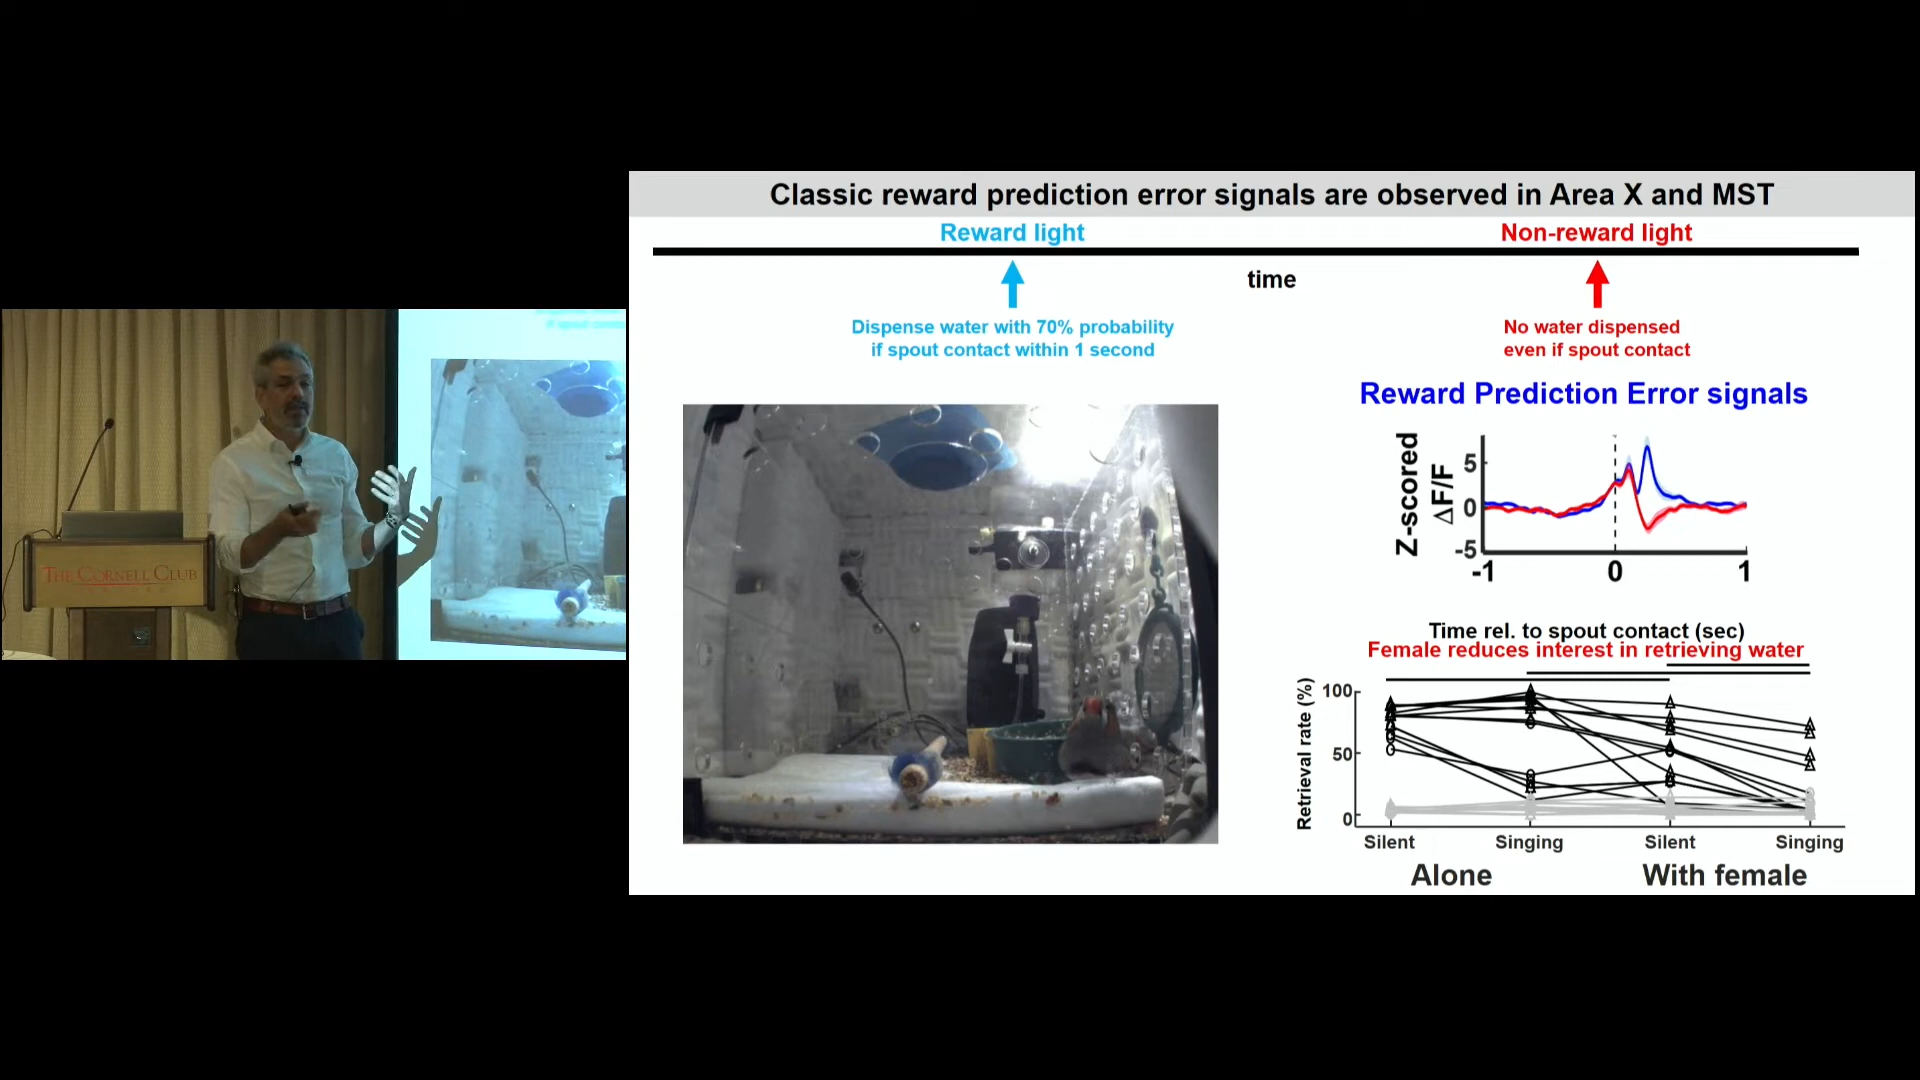 THE CORNELL CLUB
Classic reward prediction error signals are observed in Area X and MST
Reward light
Non-reward light
time
Dispense water with 70% probability
if spout contact within 1 second
No water dispensed
even if spout contact
Reward Prediction Error signals
Z-scored
ΔF/F
5
0
-5
-1
0
1
Time rel. to spout contact (sec)
Female reduces interest in retrieving water
Retrieval rate (%)
100
50
0
Silent
Singing
Silent
Singing
Alone
With female